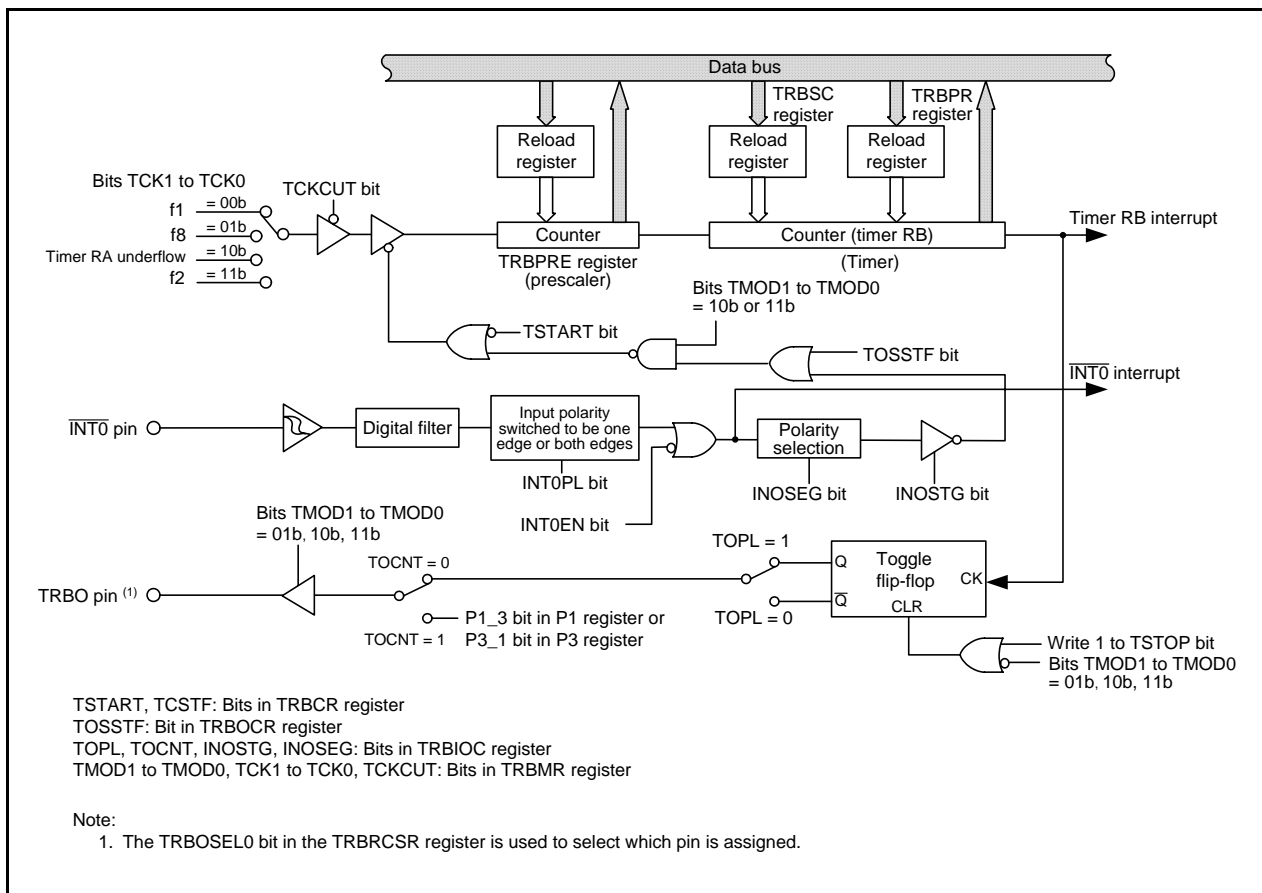 Data bus
TRBSC
register
TRBPR
register
Reload
register
Reload
register
Reload
register
Bits TCK1 to TCK0
TCKCUT bit
f1
= 00b
f8
= 01b
Timer RA underflow
= 10b
f2
= 11b
Counter
TRBPRE register
(prescaler)
Counter (timer RB)
(Timer)
Timer RB interrupt
Bits TMOD1 to TMOD0
= 10b or 11b
TSTART bit
TOSSTF bit
INT0 interrupt
INT0 pin
Digital filter
Input polarity
switched to be one
edge or both edges
Polarity
selection
INT0PL bit
INOSEG bit
INOSTG bit
INT0EN bit
Bits TMOD1 to TMOD0
= 01b, 10b, 11b
TRBO pin (1)
TOCNT = 0
TOCNT = 1
P1_3 bit in P1 register or
P3_1 bit in P3 register
TOPL = 1
TOPL = 0
Q
Q
Toggle
flip-flop
CK
CLR
Write 1 to TSTOP bit
Bits TMOD1 to TMOD0
= 01b, 10b, 11b
TSTART, TCSTF: Bits in TRBCR register
TOSSTF: Bit in TRBOCR register
TOPL, TOCNT, INOSTG, INOSEG: Bits in TRBIOC register
TMOD1 to TMOD0, TCK1 to TCK0, TCKCUT: Bits in TRBMR register
Note:
1. The TRBOSEL0 bit in the TRBRCSR register is used to select which pin is assigned.